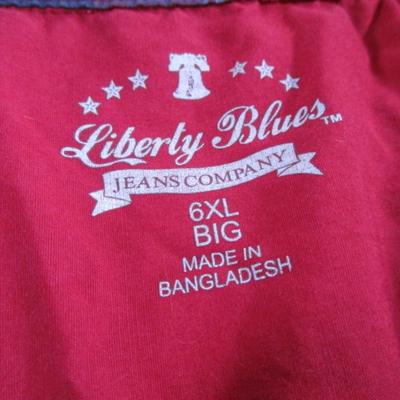 Liberty Blues™
JEANS COMPANY
6XL
BIG
MADE IN
BANGLADESH